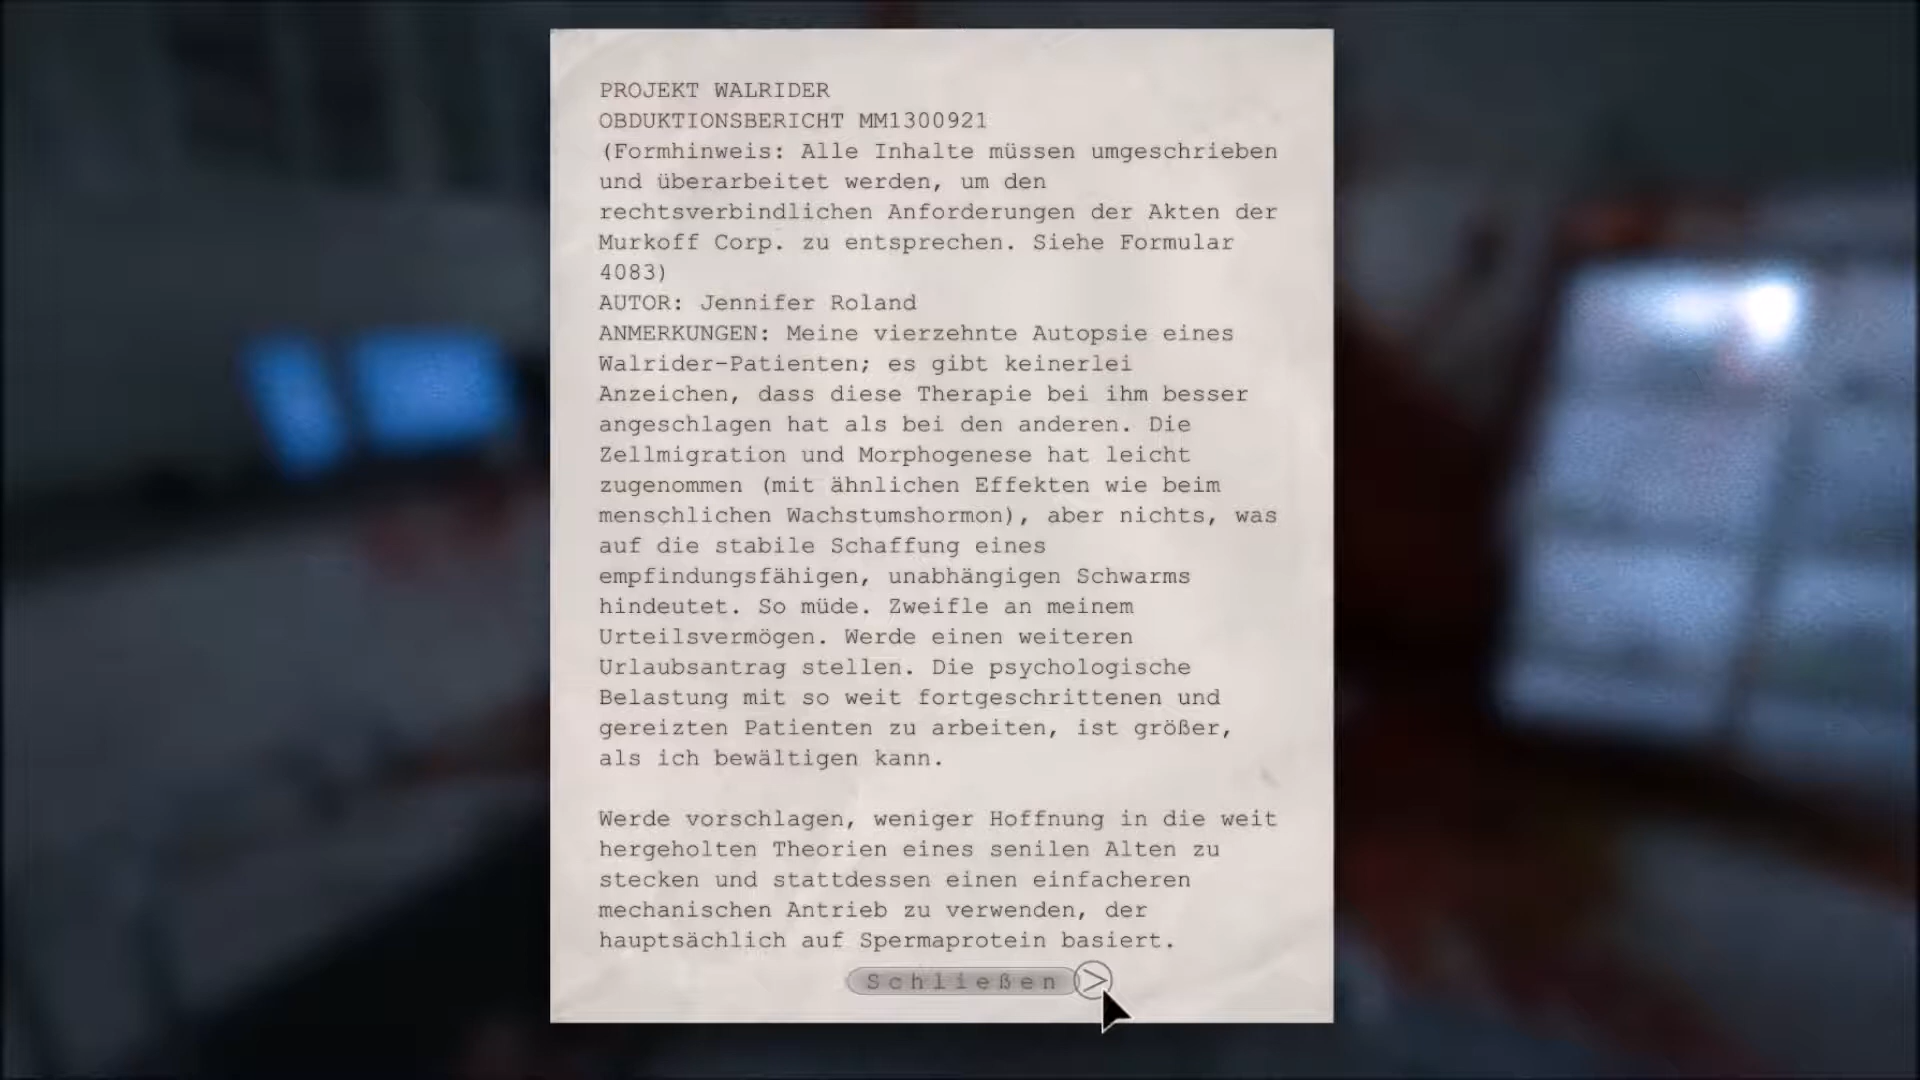 PROJEKT WALRIDER
OBDUKTIONSBERICHT MM1300921
(Formhinweis: Alle Inhalte müssen umgeschrieben
und überarbeitet werden, um den
rechtsverbindlichen Anforderungen der Akten der
Murkoff Corp. zu entsprechen. Siehe Formular
4083)
AUTOR: Jennifer Roland
ANMERKUNGEN: Meine vierzehnte Autopsie eines
Walrider-Patienten; es gibt keinerlei
Anzeichen, dass diese Therapie bei ihm besser
angeschlagen hat als bei den anderen. Die
Zellmigration und Morphogenese hat leicht
zugenommen (mit ähnlichen Effekten wie beim
menschlichen Wachstumshormon), aber nichts, was
auf die stabile Schaffung eines
empfindungsfähigen, unabhängigen Schwarms
hindeutet. So müde. Zweifle an meinem
Urteilsvermögen. Werde einen weiteren
Urlaubsantrag stellen. Die psychologische
Belastung mit so weit fortgeschrittenen und
gereizten Patienten zu arbeiten, ist größer,
als ich bewältigen kann.
Werde vorschlagen, weniger Hoffnung in die weit
hergeholten Theorien eines senilen Alten zu
stecken und stattdessen einen einfacheren
mechanischen Antrieb zu verwenden, der
hauptsächlich auf Spermaprotein basiert.
Schließen >